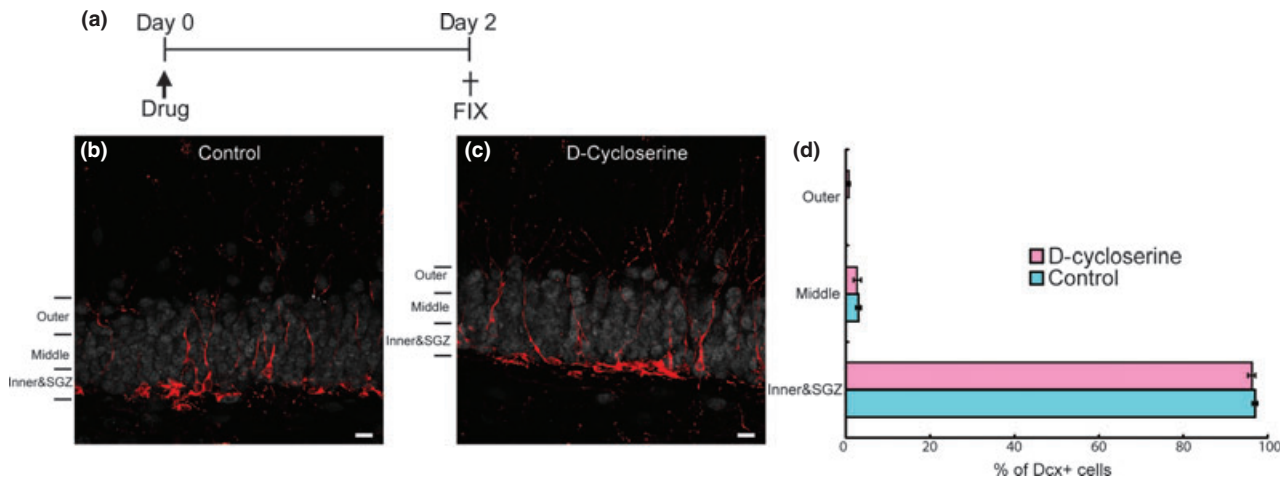 (a)
Day 0
Day 2
Drug
FIX
(b)
Control
Outer
Middle
Inner&SGZ
(c)
D-Cycloserine
Outer
Middle
Inner&SGZ
(d)
Outer
Middle
Inner&SGZ
D-cycloserine
Control
0 20 40 60 80 100
% of Dcx+ cells